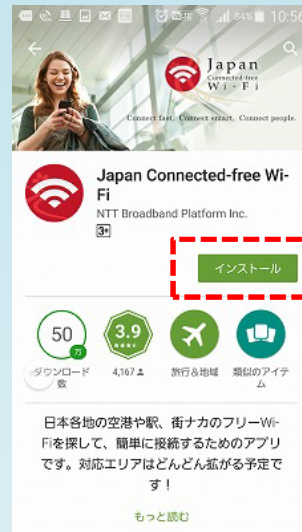 84% 10:58
Japan
Connected-free
Wi-Fi
Connect fast. Connect smart. Connect people.
Japan Connected-free Wi-
Fi
NTT Broadband Platform Inc.
3+
インストール
50
万
3.9
ダウンロード
数
4,167
旅行&地域
類似のアイテ
ム
日本各地の空港や駅、街ナカのフリーWi-
Fiを探して、簡単に接続するためのアプリ
です。対応エリアはどんどん拡がる予定で
す!
もっと読む